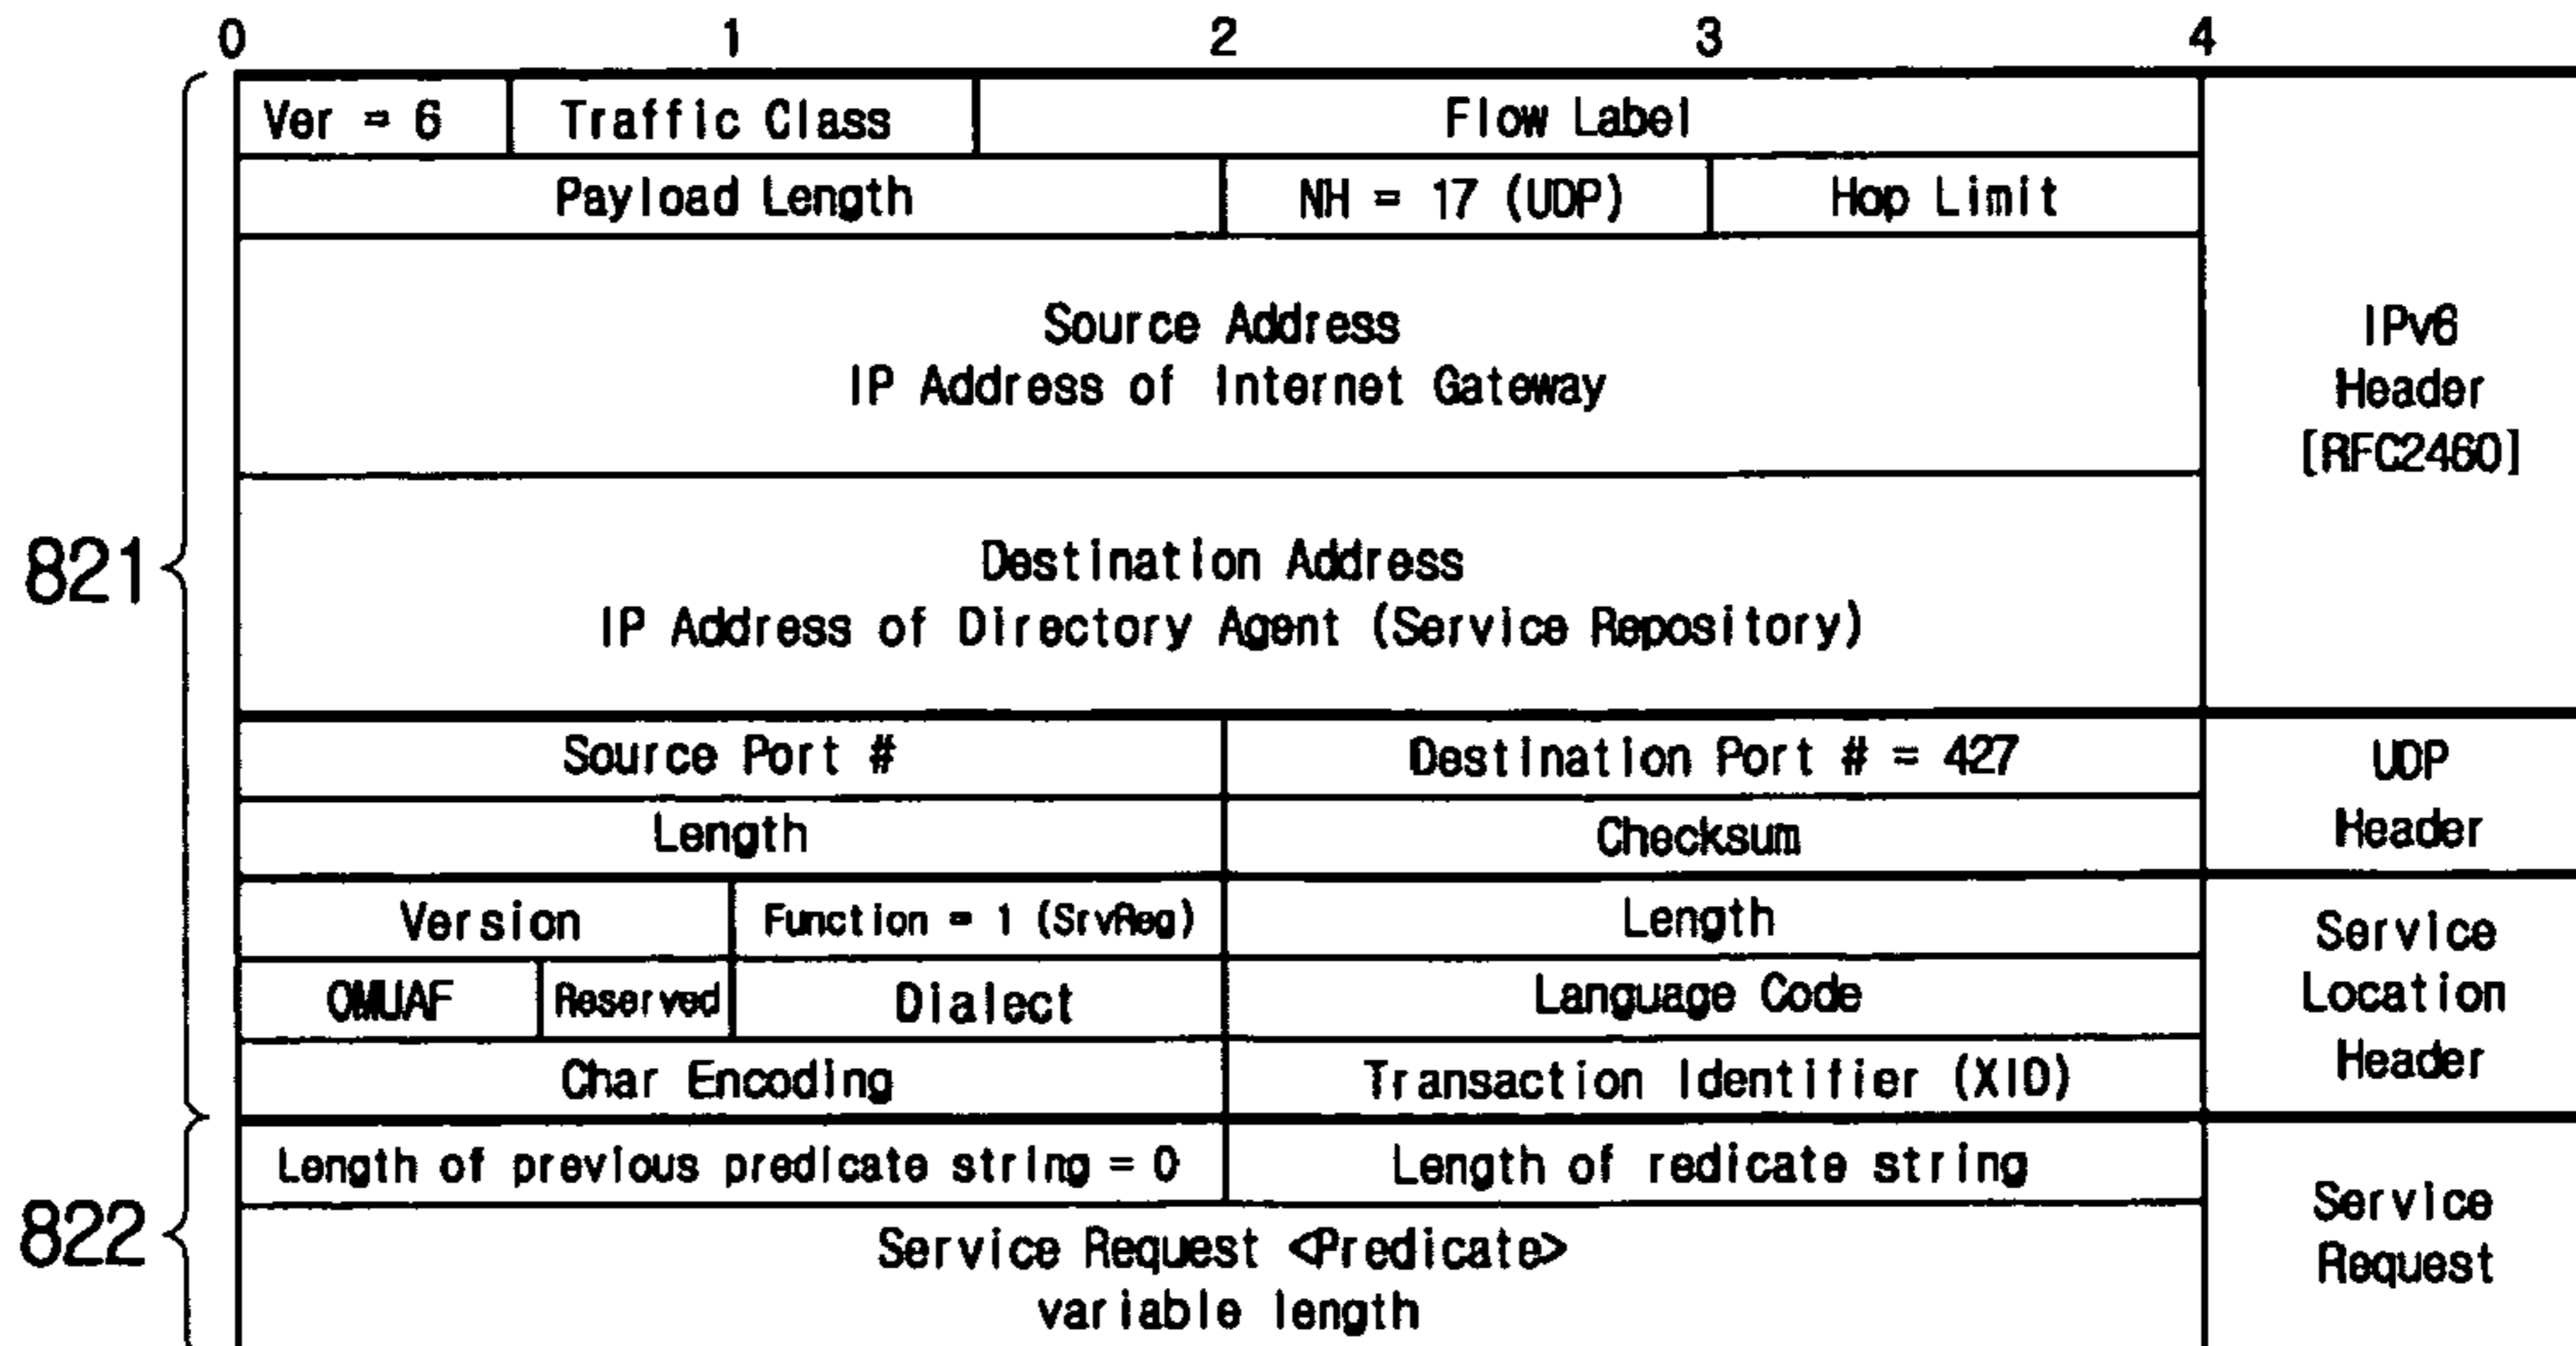 0 1 2 3 4
Ver = 6 Traffic Class Flow Label
Payload Length NH = 17 (UDP) Hop Limit
Source Address
IP Address of Internet Gateway
IPv6
Header
[RFC2460]
821
Destination Address
IP Address of Directory Agent (Service Repository)
Source Port # Destination Port # = 427
Length Checksum
UDP
Header
Version Function = 1 (SrvReg) Length
OMUAF Reserved Dialect Language Code
Char Encoding Transaction Identifier (XID)
Service
Location
Header
822
Length of previous predicate string = 0 Length of redicate string
Service Request <Predicate>
variable length
Service
Request